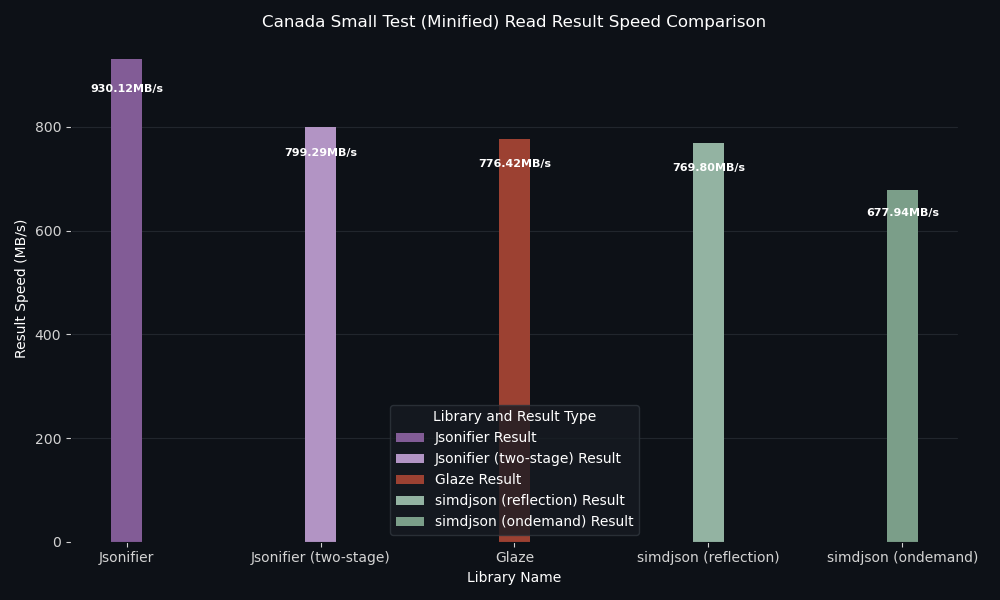 Canada Small Test (Minified) Read Result Speed Comparison
930.12MB/s
799.29MB/s
776.42MB/s
769.80MB/s
677.94MB/s
Result Speed (MB/s)
800
600
400
200
0
Library and Result Type
Jsonifier Result
Jsonifier (two-stage) Result
Glaze Result
simdjson (reflection) Result
simdjson (ondemand) Result
Jsonifier
Jsonifier (two-stage)
Glaze
simdjson (reflection)
simdjson (ondemand)
Library Name